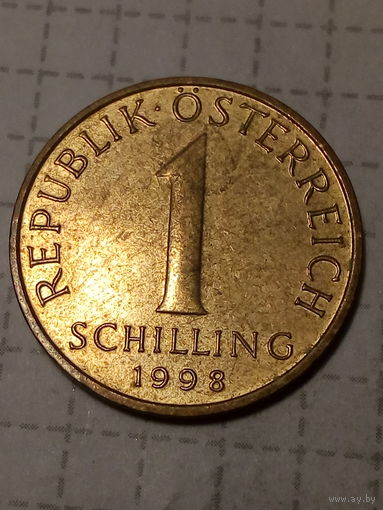 REPUBLIK · ÖSTERREICH
1
SCHILLING
1998
www.ay.by